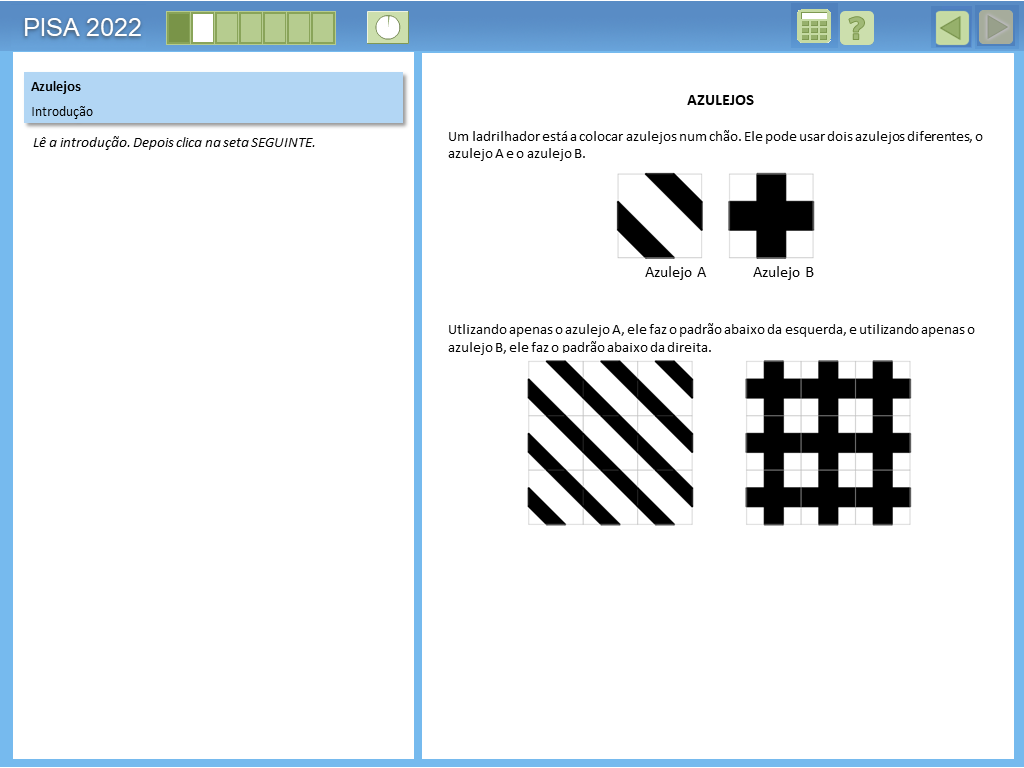 PISA 2022
?
Azulejos
Introdução
Lê a introdução. Depois clica na seta SEGUINTE.
AZULEJOS
Um ladrilhador está a colocar azulejos num chão. Ele pode usar dois azulejos diferentes, o
azulejo A e o azulejo B.
Azulejo A
Azulejo B
Utlizando apenas o azulejo A, ele faz o padrão abaixo da esquerda, e utilizando apenas o
azulejo B, ele faz o padrão abaixo da direita.